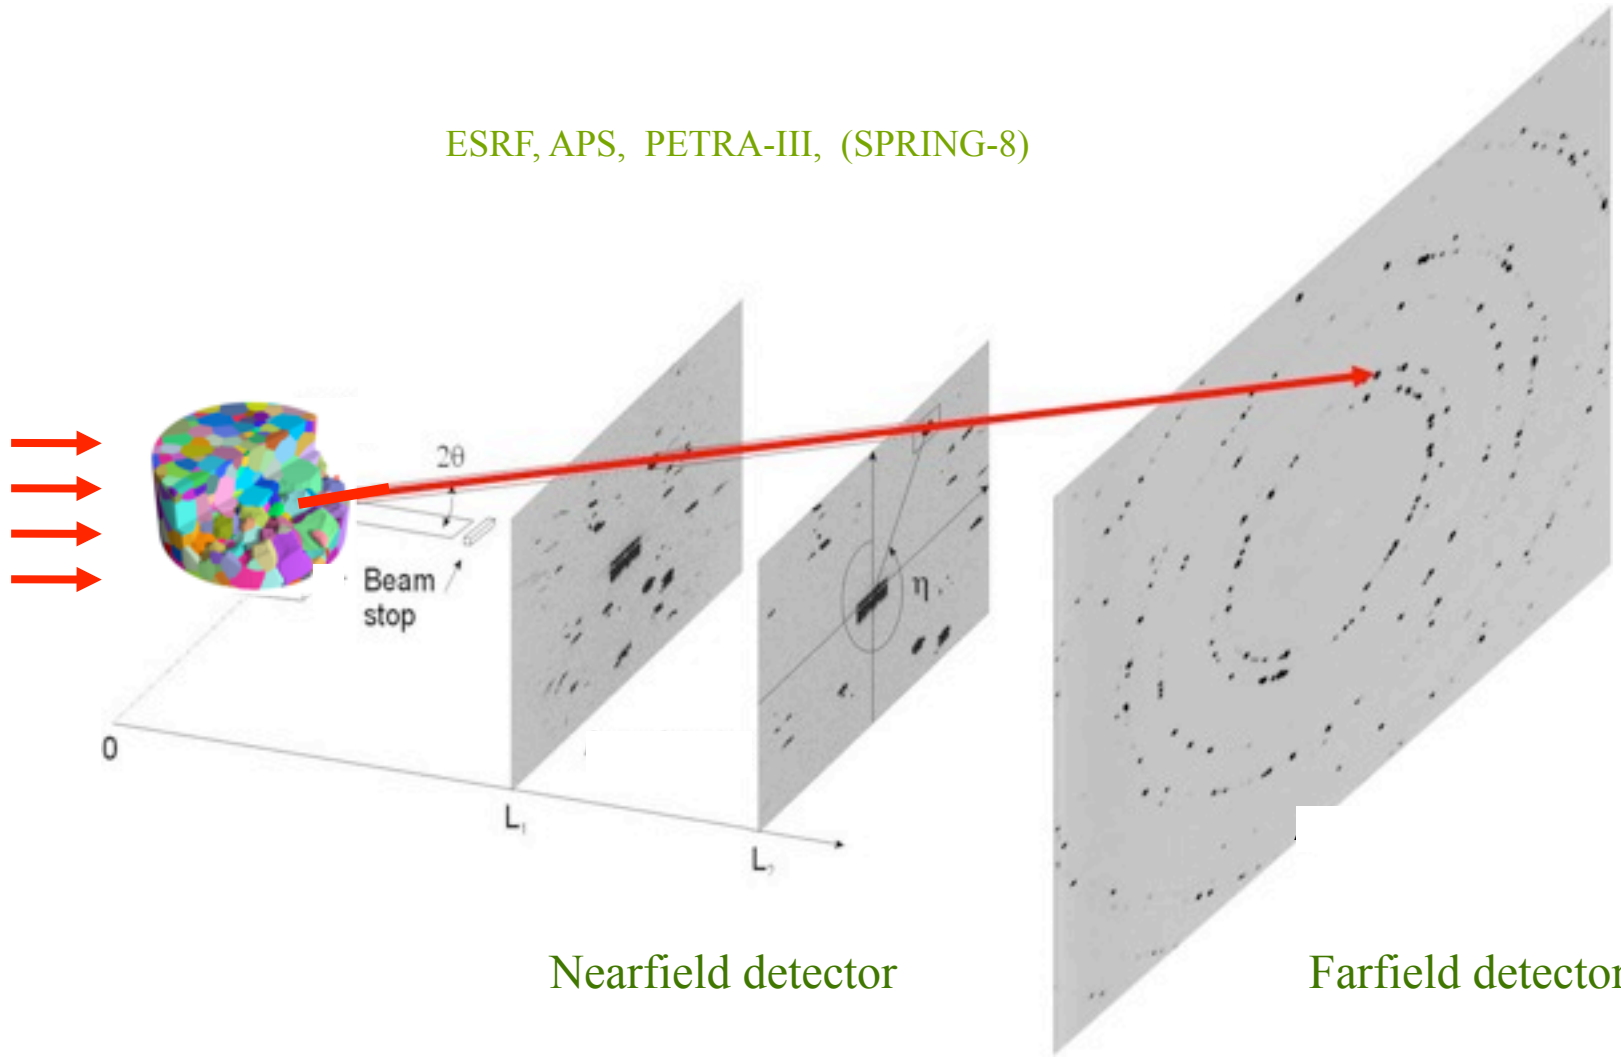 ESRF, APS, PETRA-III, (SPRING-8)
2θ
Beam
stop
η
0
L₁
L₂
Nearfield detector
Farfield detector